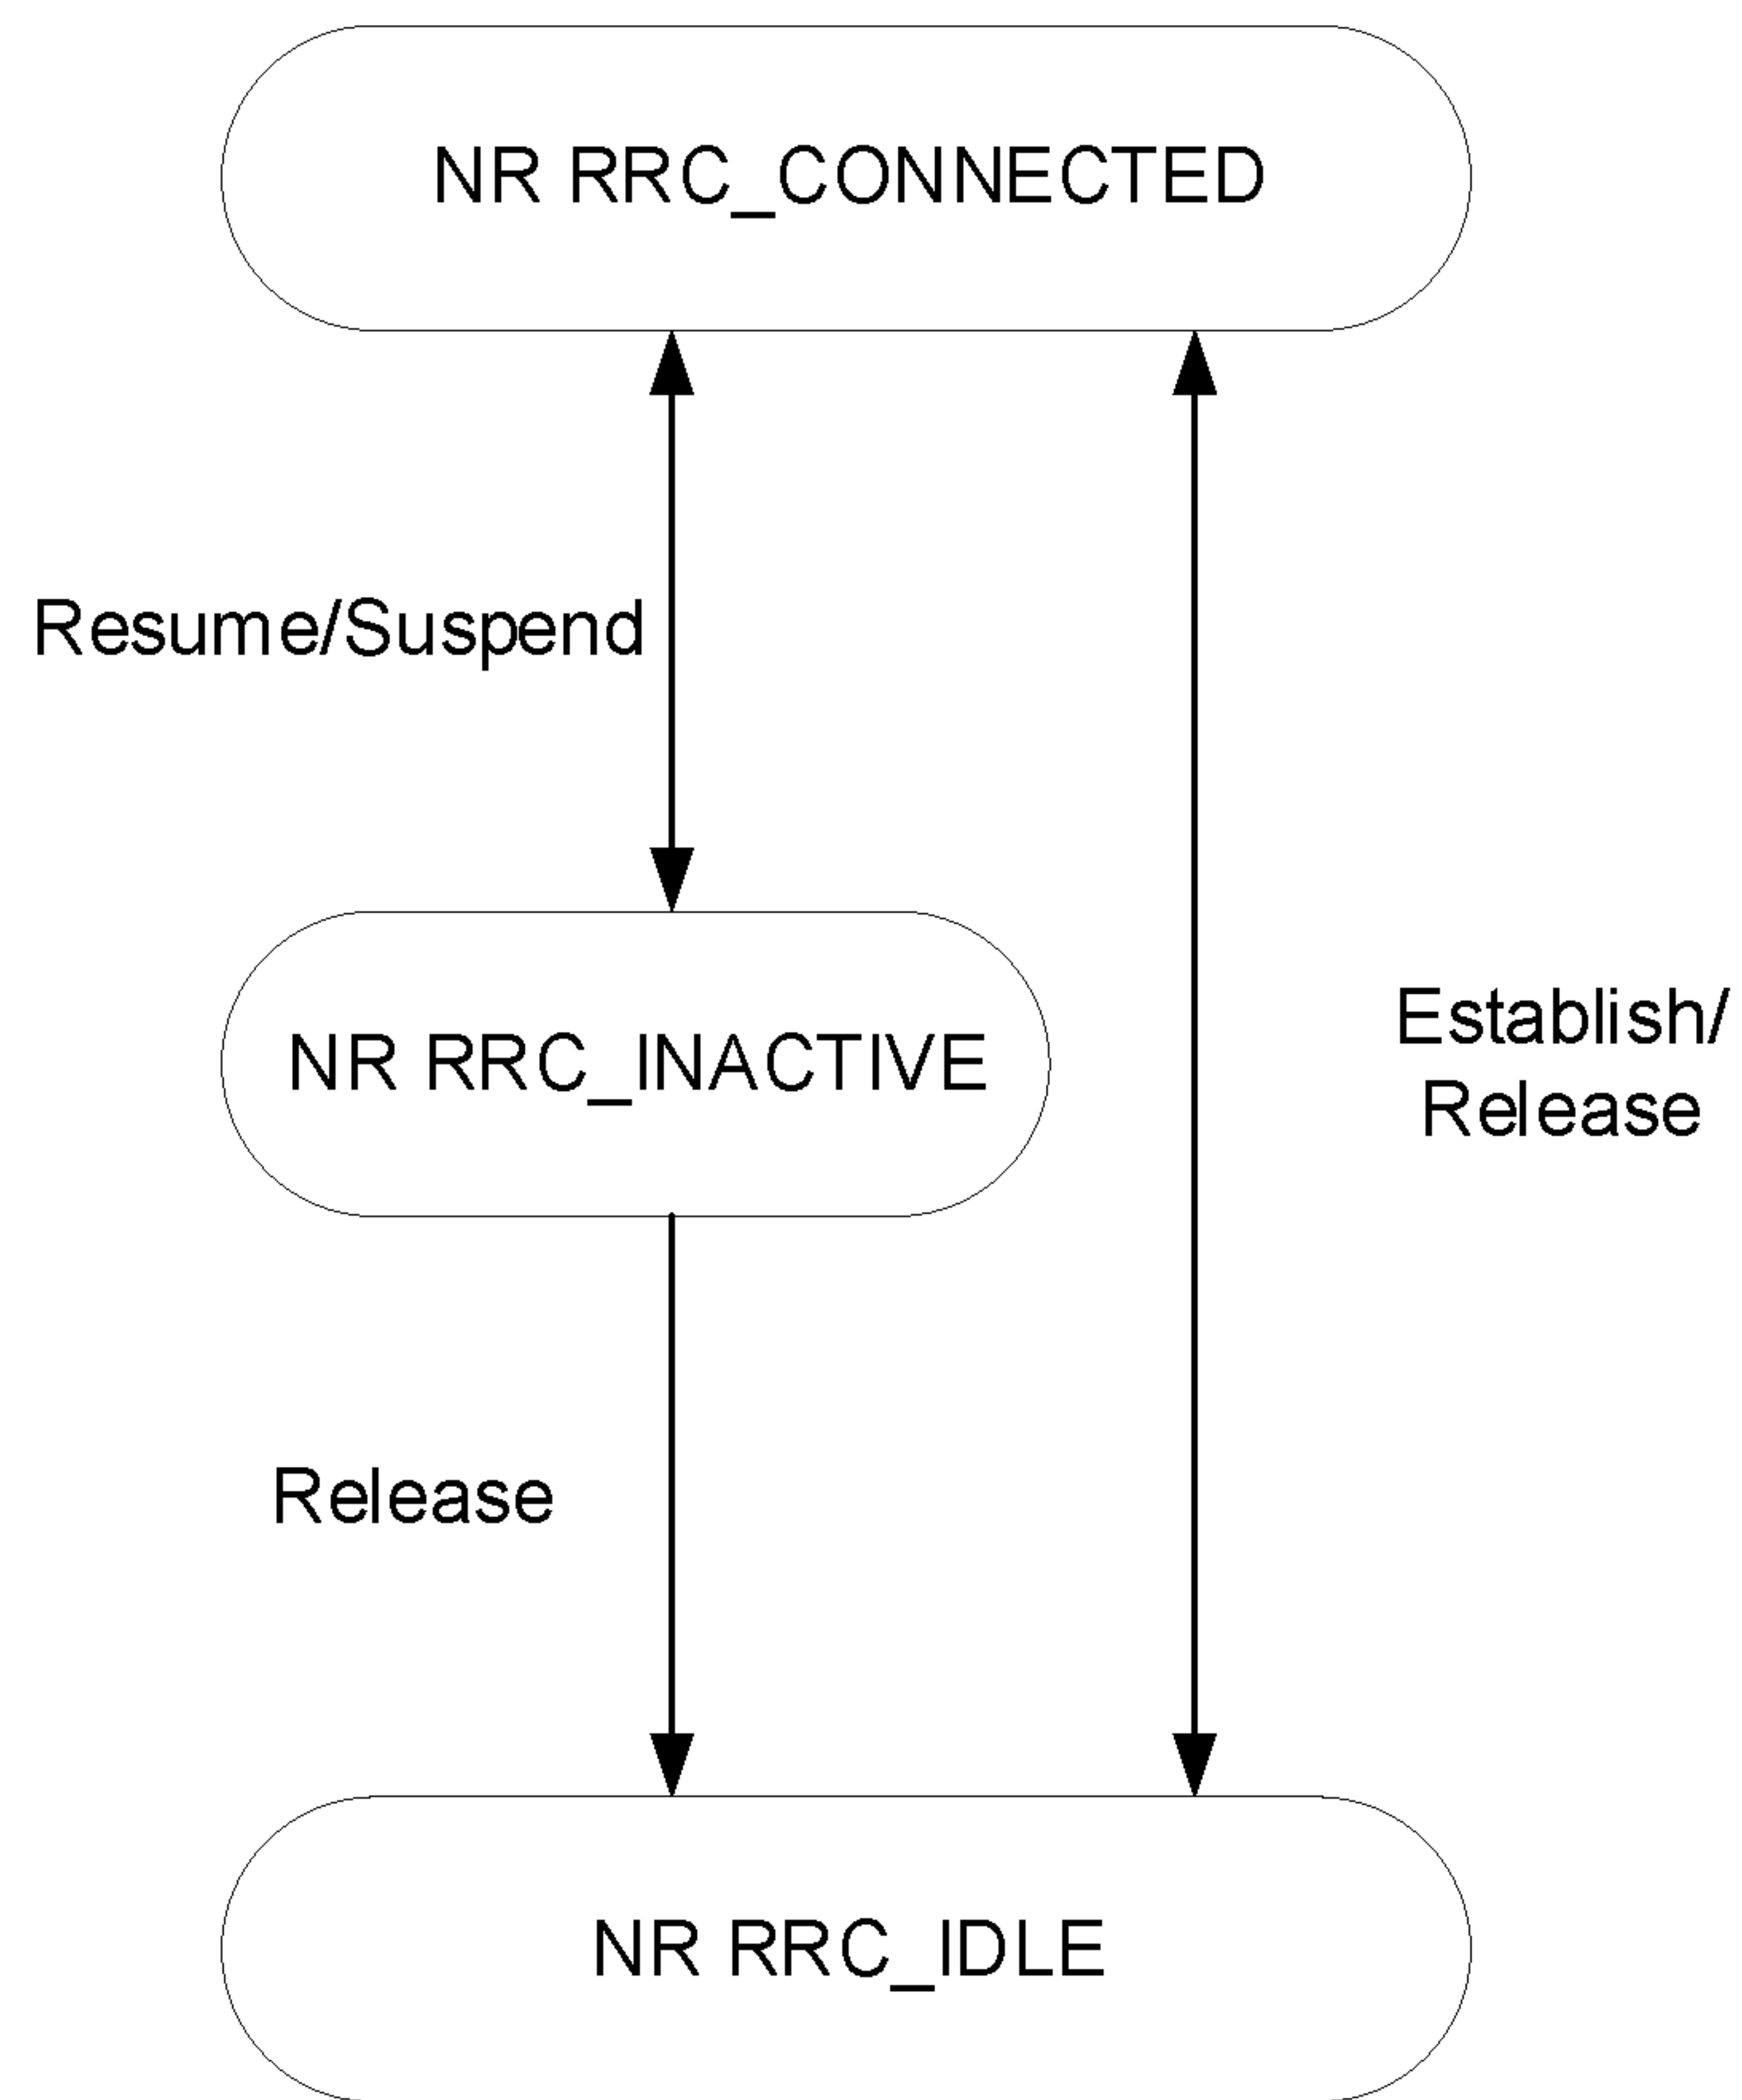 NR RRC_CONNECTED
Resume/Suspend
NR RRC_INACTIVE
Establish/
Release
Release
NR RRC_IDLE